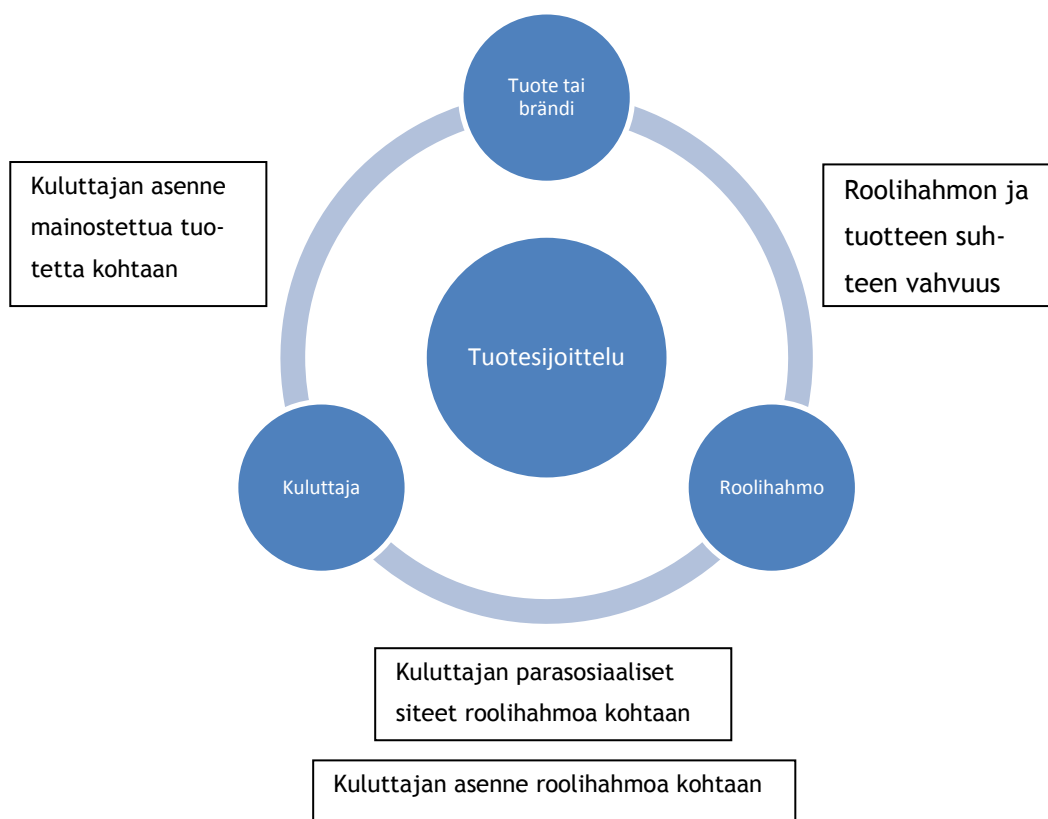 Tuote tai
brändi
Kuluttajan asenne
mainostettua tuo-
tetta kohtaan
Roolihahmon ja
tuotteen suh-
teen vahvuus
Tuotesijoittelu
Kuluttaja
Roolihahmo
Kuluttajan parasosiaaliset
siteet roolihahmoa kohtaan
Kuluttajan asenne roolihahmoa kohtaan